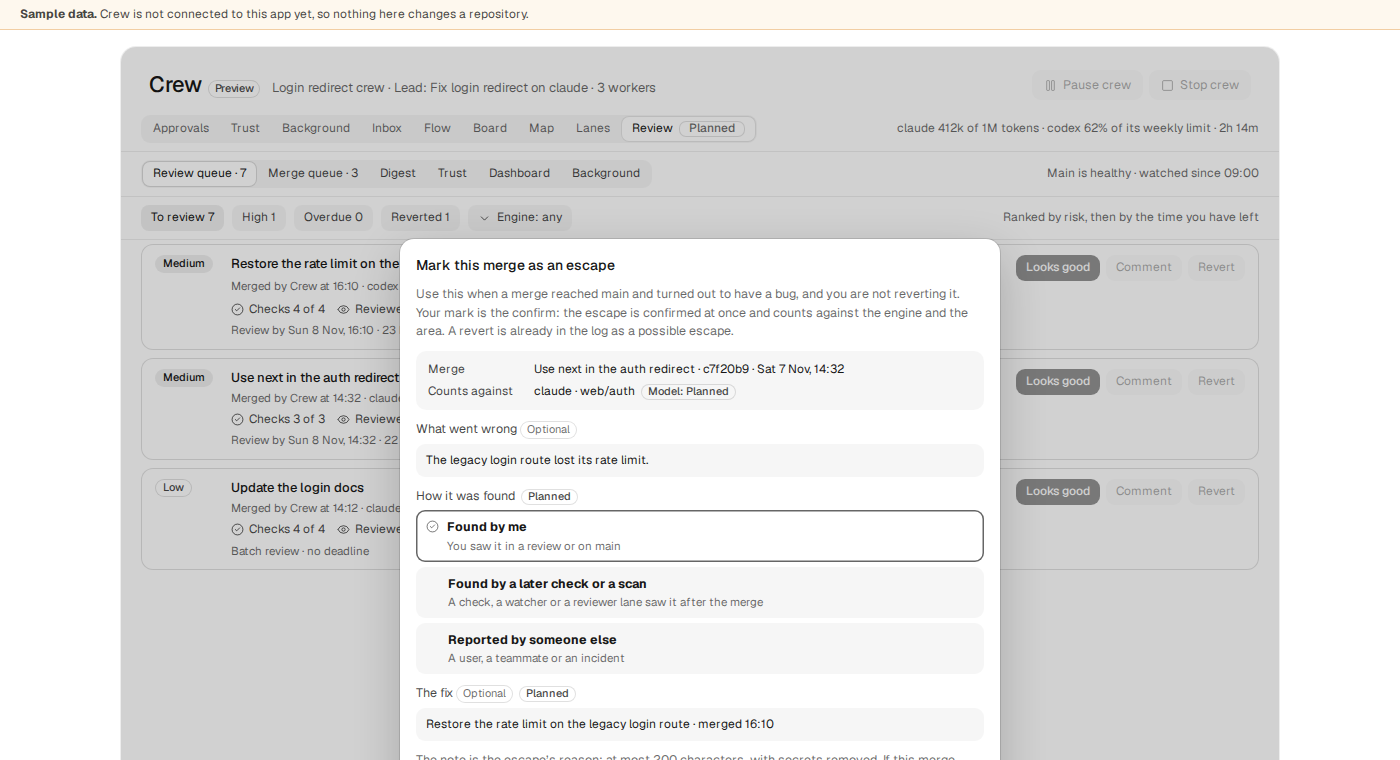 Sample data. Crew is not connected to this app yet, so nothing here changes a repository.
Crew Preview Login redirect crew · Lead: Fix login redirect on claude · 3 workers Pause crew Stop crew
Approvals Trust Background Inbox Flow Board Map Lanes Review Planned claude 412k of 1M tokens · codex 62% of its weekly limit · 2h 14m
Review queue · 7 Merge queue · 3 Digest Trust Dashboard Background Main is healthy · watched since 09:00
To review 7 High 1 Overdue 0 Reverted 1 Engine: any Ranked by risk, then by the time you have left
Medium Restore the rate limit on the Looks good Comment Revert
Merged by Crew at 16:10 · codex
Checks 4 of 4 Reviewe
Review by Sun 8 Nov, 16:10 · 23
Medium Use next in the auth redirect Looks good Comment Revert
Merged by Crew at 14:32 · claude
Checks 3 of 3 Reviewe
Review by Sun 8 Nov, 14:32 · 22
Low Update the login docs Looks good Comment Revert
Merged by Crew at 14:12 · claude
Checks 4 of 4 Reviewe
Batch review · no deadline
Mark this merge as an escape
Use this when a merge reached main and turned out to have a bug, and you are not reverting it.
Your mark is the confirm: the escape is confirmed at once and counts against the engine and the
area. A revert is already in the log as a possible escape.
Merge Use next in the auth redirect · c7f20b9 · Sat 7 Nov, 14:32
Counts against claude · web/auth Model: Planned
What went wrong Optional
The legacy login route lost its rate limit.
How it was found Planned
Found by me
You saw it in a review or on main
Found by a later check or a scan
A check, a watcher or a reviewer lane saw it after the merge
Reported by someone else
A user, a teammate or an incident
The fix Optional Planned
Restore the rate limit on the legacy login route · merged 16:10
The note is the escape's reason: at most 200 characters, with secrets removed. If this merge